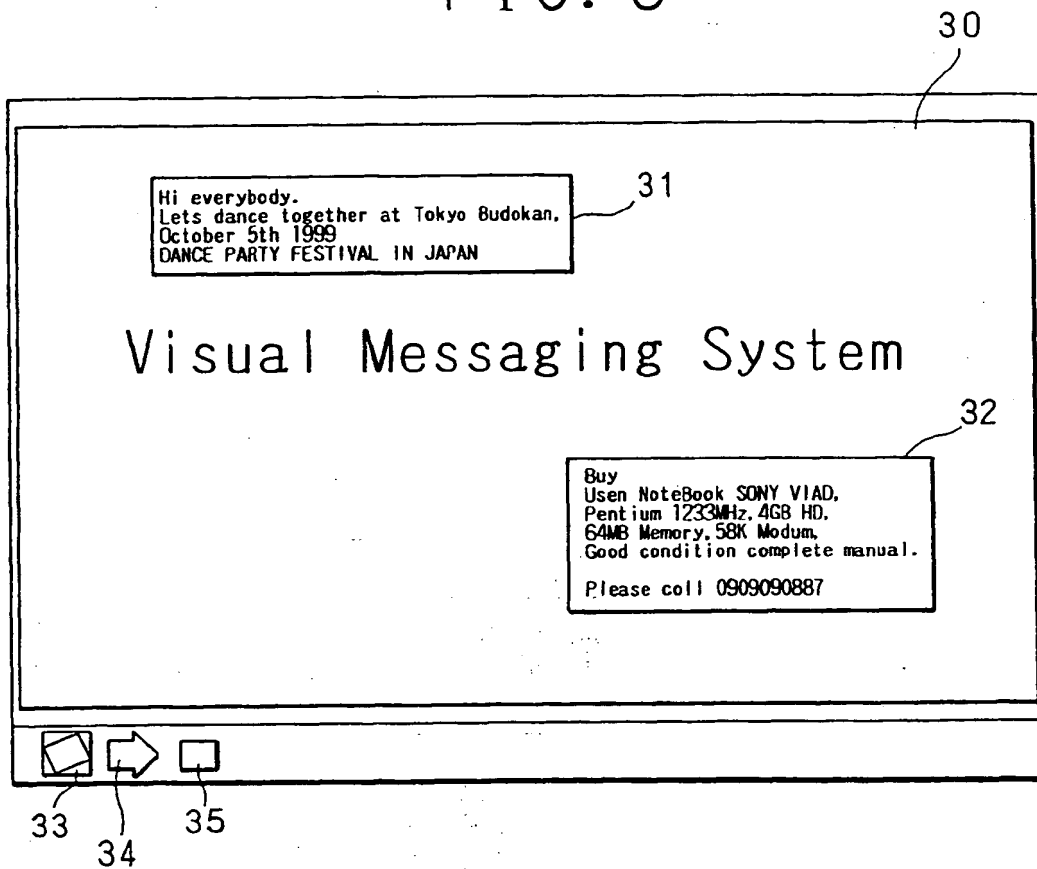 30
31
Hi everybody.
Lets dance together at Tokyo Budokan,
October 5th 1999
DANCE PARTY FESTIVAL IN JAPAN
Visual Messaging System
32
Buy
Usen NoteBook SONY VIAD,
Pentium 1233MHz, 4GB HD,
64MB Memory, 58K Modum,
Good condition complete manual.
Please coll 0909090887
33
34
35